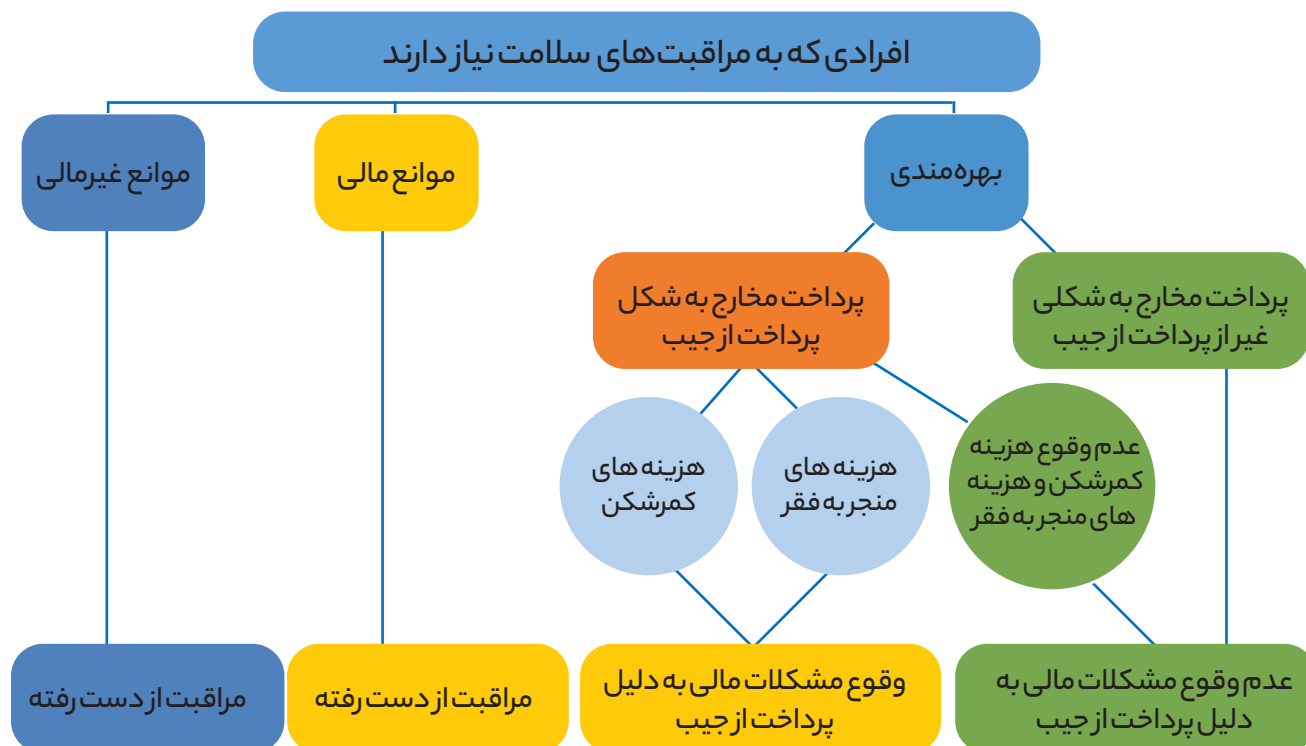 افرادی که به مراقبت‌های سلامت نیاز دارند
بهره‌مندی
موانع مالی
موانع غیرمالی
پرداخت مخارج به شکلی
غیر از پرداخت از جیب
پرداخت مخارج به شکل
پرداخت از جیب
عدم وقوع هزینه
کمرشکن و هزینه
های منجر به فقر
هزینه های
منجر به فقر
هزینه های
کمرشکن
عدم وقوع مشکلات مالی به
دلیل پرداخت از جیب
وقوع مشکلات مالی به دلیل
پرداخت از جیب
مراقبت از دست رفته
مراقبت از دست رفته